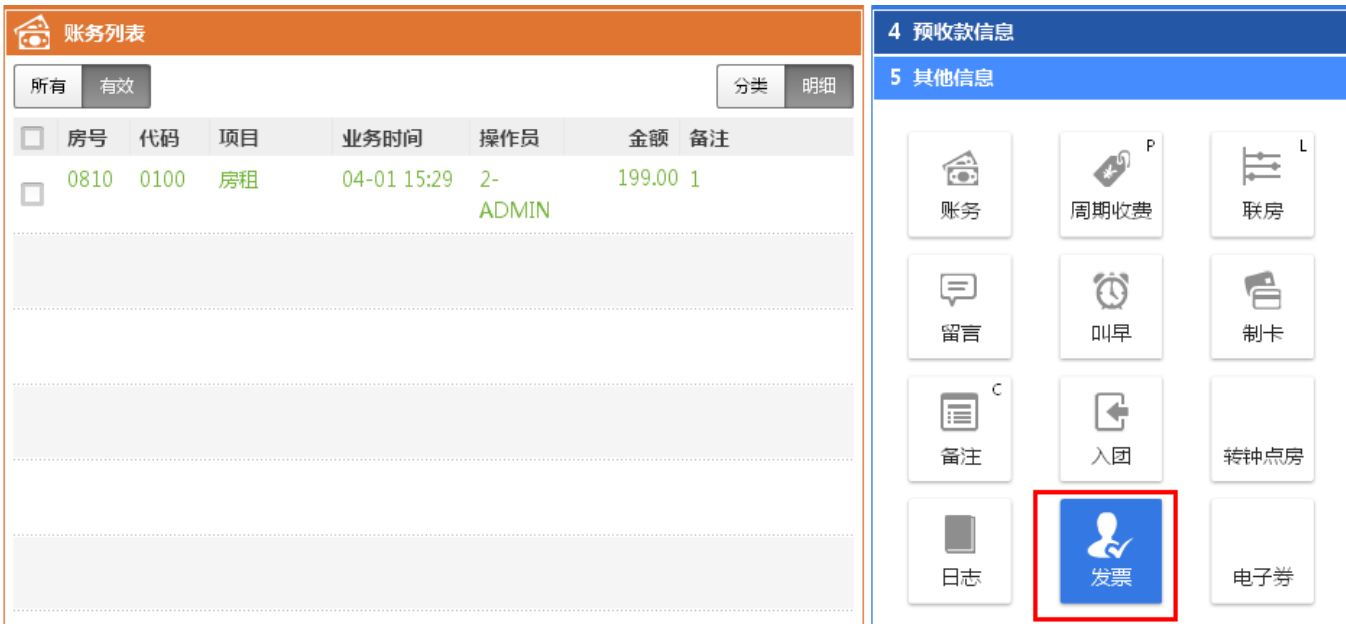 账务列表
所有 有效 分类 明细
房号 代码 项目 业务时间 操作员 金额 备注
0810 0100 房租 04-01 15:29 2- 199.00 1
ADMIN
4 预收款信息
5 其他信息
P L
账务 周期收费 联房
留言 叫早 制卡
C
备注 入团 转钟点房
日志 发票 电子券